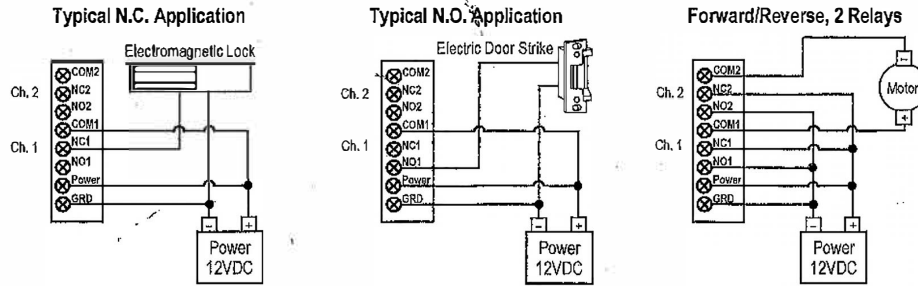 Typical N.C. Application
Electromagnetic Lock
COM2
Ch. 2
NC2
NO2
COM1
Ch. 1
NC1
NO1
Power
GRD
- +
Power
12VDC
Typical N.O. Application
Electric Door Strike
COM2
Ch. 2
NC2
NO2
COM1
Ch. 1
NC1
NO1
Power
GRD
- +
Power
12VDC
Forward/Reverse, 2 Relays
COM2
-
Ch. 2
NC2
Motor
NO2
COM1
+
Ch. 1
NC1
NO1
Power
GRD
- +
Power
12VDC